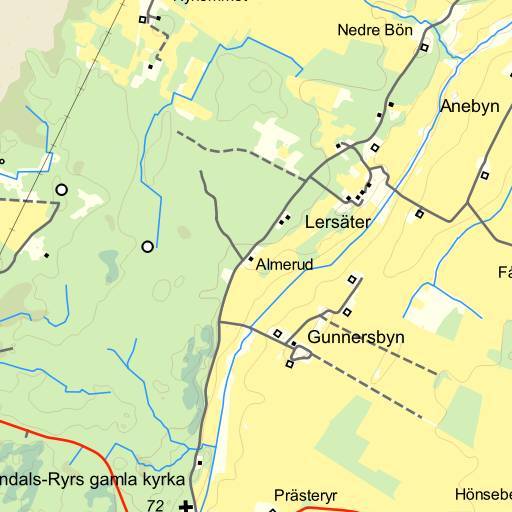 Nedre Bön
Anebyn
Lersäter
Almerud
Gunnersbyn
ndals-Ryrs gamla kyrka
72
Prästeryr
Hönsebe